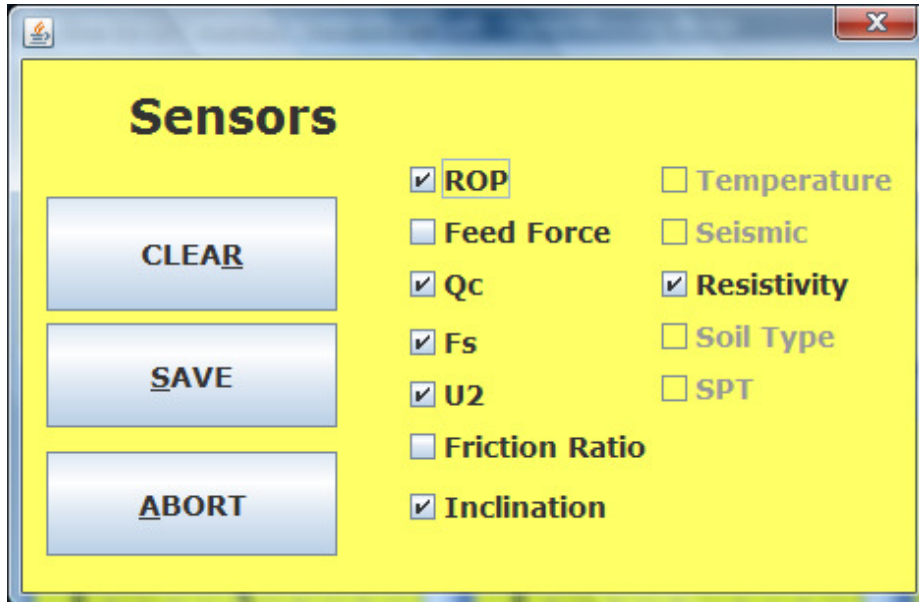 Sensors
CLEAR
SAVE
ABORT
ROP
Feed Force
Qc
Fs
U2
Friction Ratio
Inclination
Temperature
Seismic
Resistivity
Soil Type
SPT